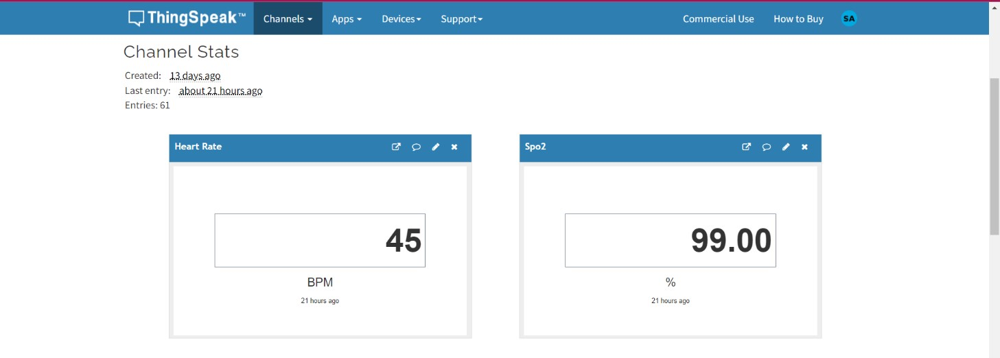 ThingSpeak™ Channels Apps Devices Support Commercial Use How to Buy SA
Channel Stats
Created: 13 days ago
Last entry: about 21 hours ago
Entries: 61
Heart Rate
45
BPM
21 hours ago
Spo2
99.00
%
21 hours ago